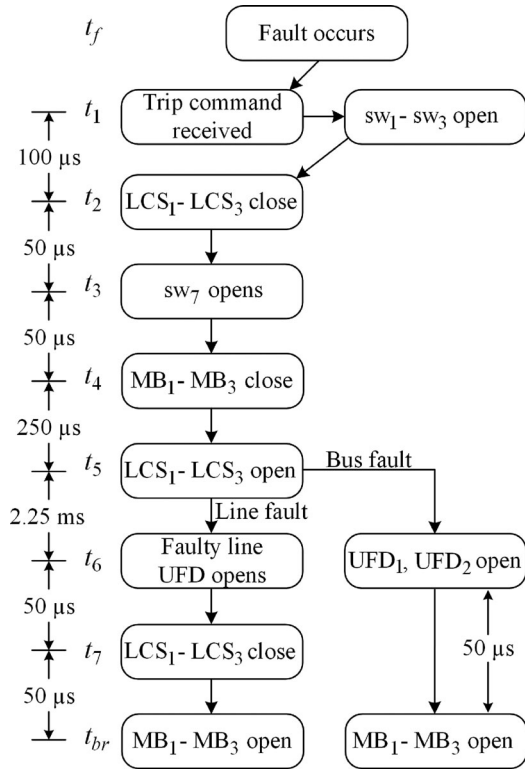 t_f
Fault occurs
t_1
Trip command
received
sw_1- sw_3 open
100 µs
t_2
LCS_1- LCS_3 close
50 µs
t_3
sw_7 opens
50 µs
t_4
MB_1- MB_3 close
250 µs
t_5
LCS_1- LCS_3 open
Bus fault
2.25 ms
Line fault
t_6
Faulty line
UFD opens
UFD_1, UFD_2 open
50 µs
50 µs
t_7
LCS_1- LCS_3 close
50 µs
t_br
MB_1- MB_3 open
MB_1- MB_3 open